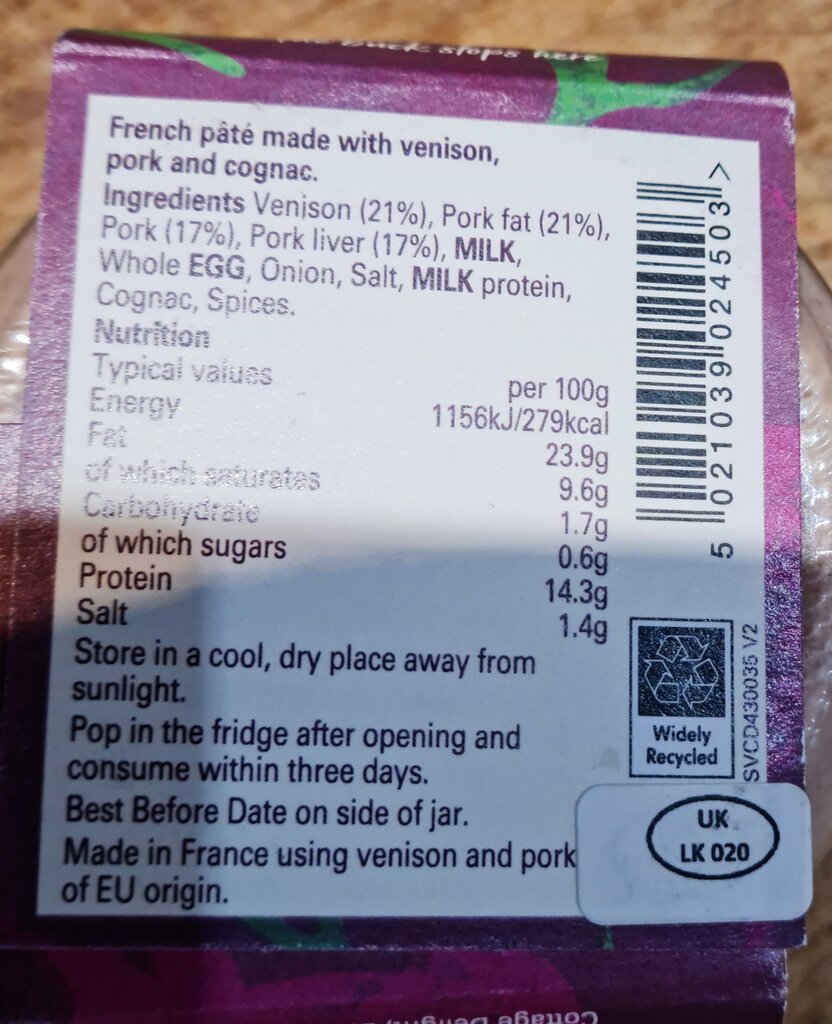 Buck stops here
French pâté made with venison,
pork and cognac.
Ingredients Venison (21%), Pork fat (21%),
Pork (17%), Pork liver (17%), MILK,
Whole EGG, Onion, Salt, MILK protein,
Cognac, Spices.
Nutrition
Typical values per 100g
Energy 1156kJ/279kcal
Fat 23.9g
of which saturates 9.6g
Carbohydrate 1.7g
of which sugars 0.6g
Protein 14.3g
Salt 1.4g
Store in a cool, dry place away from
sunlight.
Pop in the fridge after opening and
consume within three days.
Best Before Date on side of jar.
Made in France using venison and pork
of EU origin.
5 021039 024503 >
Widely
Recycled
SVCD430035 V2
UK
LK 020
Cottage Delight